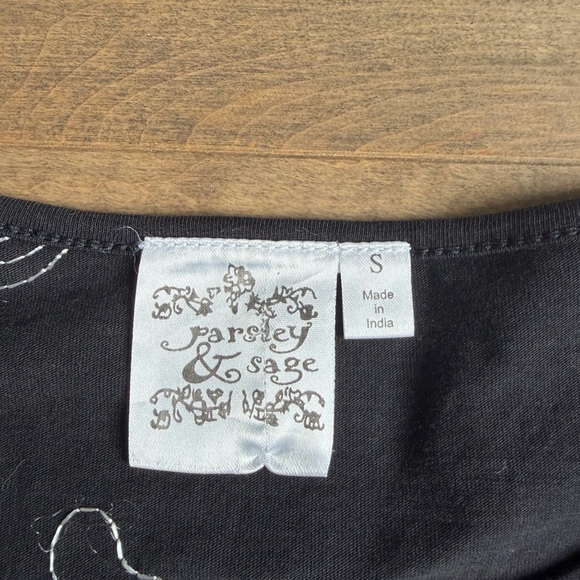 parsley
& sage
S
Made
in
India